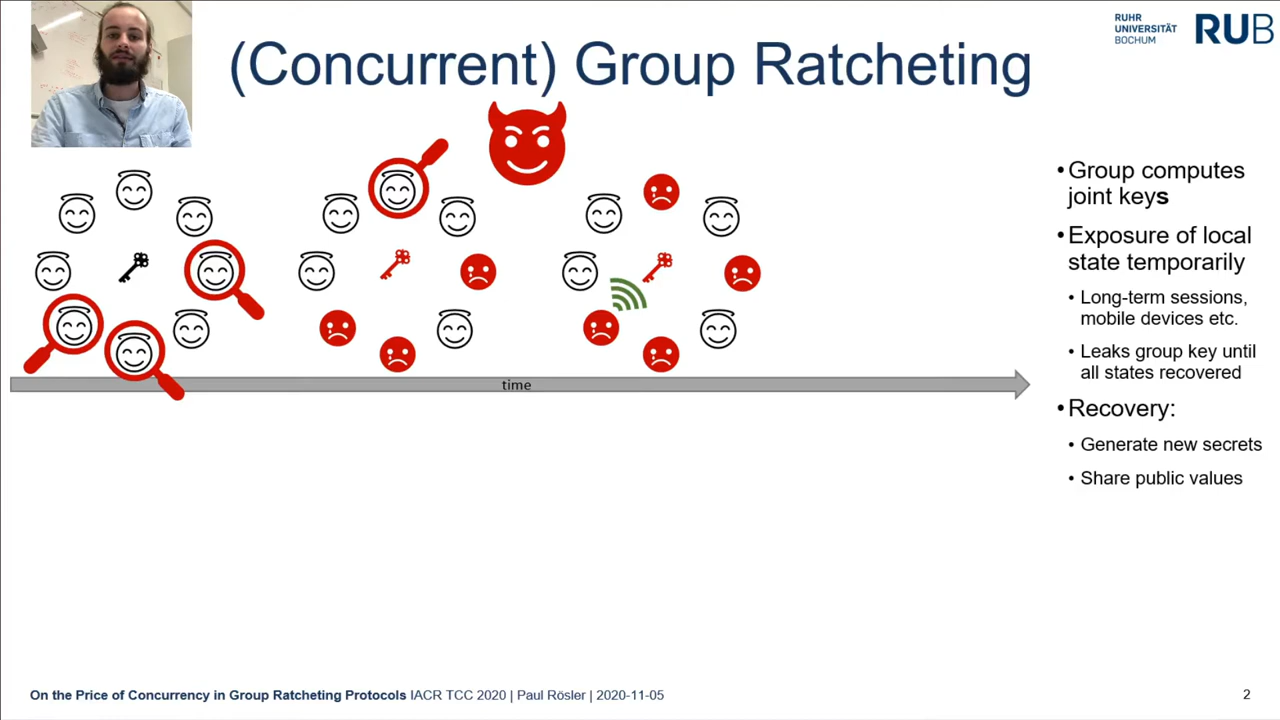 (Concurrent) Group Ratcheting
RUHR
UNIVERSITÄT
BOCHUM
RUB
•Group computes
joint keys
•Exposure of local
state temporarily
• Long-term sessions,
mobile devices etc.
• Leaks group key until
all states recovered
•Recovery:
• Generate new secrets
• Share public values
time
On the Price of Concurrency in Group Ratcheting Protocols IACR TCC 2020 | Paul Rösler | 2020-11-05
2